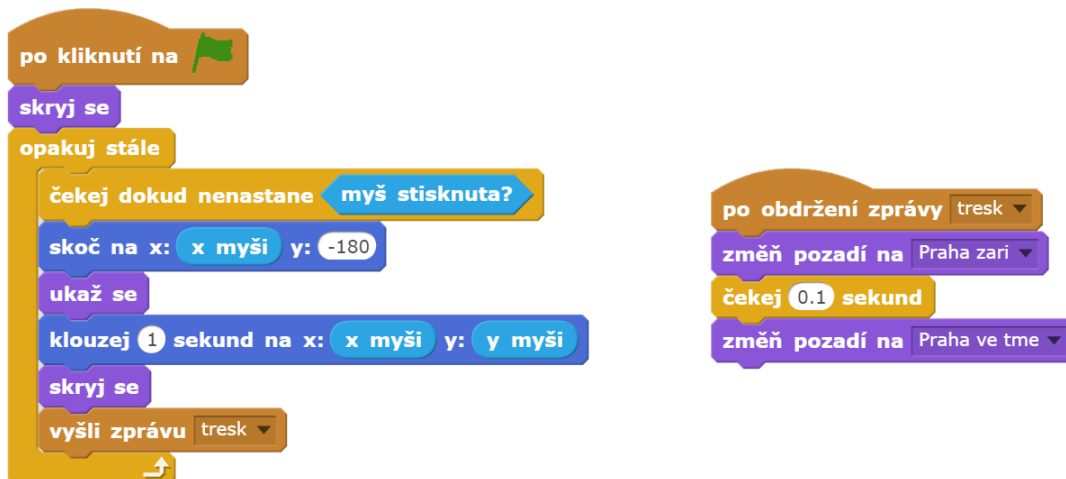 po kliknutí na
skryj se
opakuj stále
čekej dokud nenastane myš stisknuta?
skoč na x: x myši y: -180
ukaž se
klouzej 1 sekund na x: x myši y: y myši
skryj se
vyšli zprávu tresk
po obdržení zprávy tresk
změň pozadí na Praha zari
čekej 0.1 sekund
změň pozadí na Praha ve tme